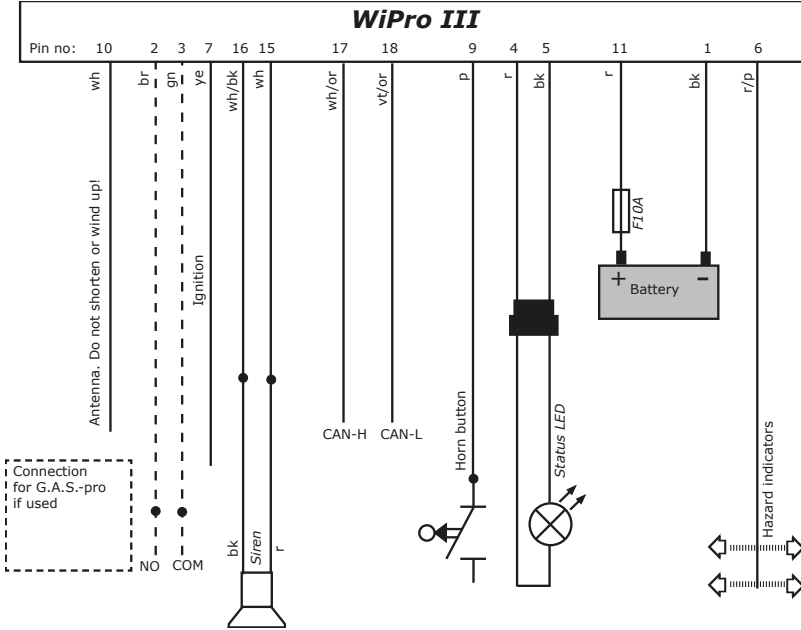 WiPro III
Pin no: 10 2 3 7 16 15 17 18 9 4 5 11 1 6
wh
br
gn
ye
wh/bk
wh
wh/or
vt/or
p
r
bk
r
bk
r/p
Antenna. Do not shorten or wind up!
Ignition
F10A
+ -
Battery
CAN-H CAN-L
Horn button
Status LED
Hazard indicators
Connection
for G.A.S.-pro
if used
NO COM
bk
Siren
r